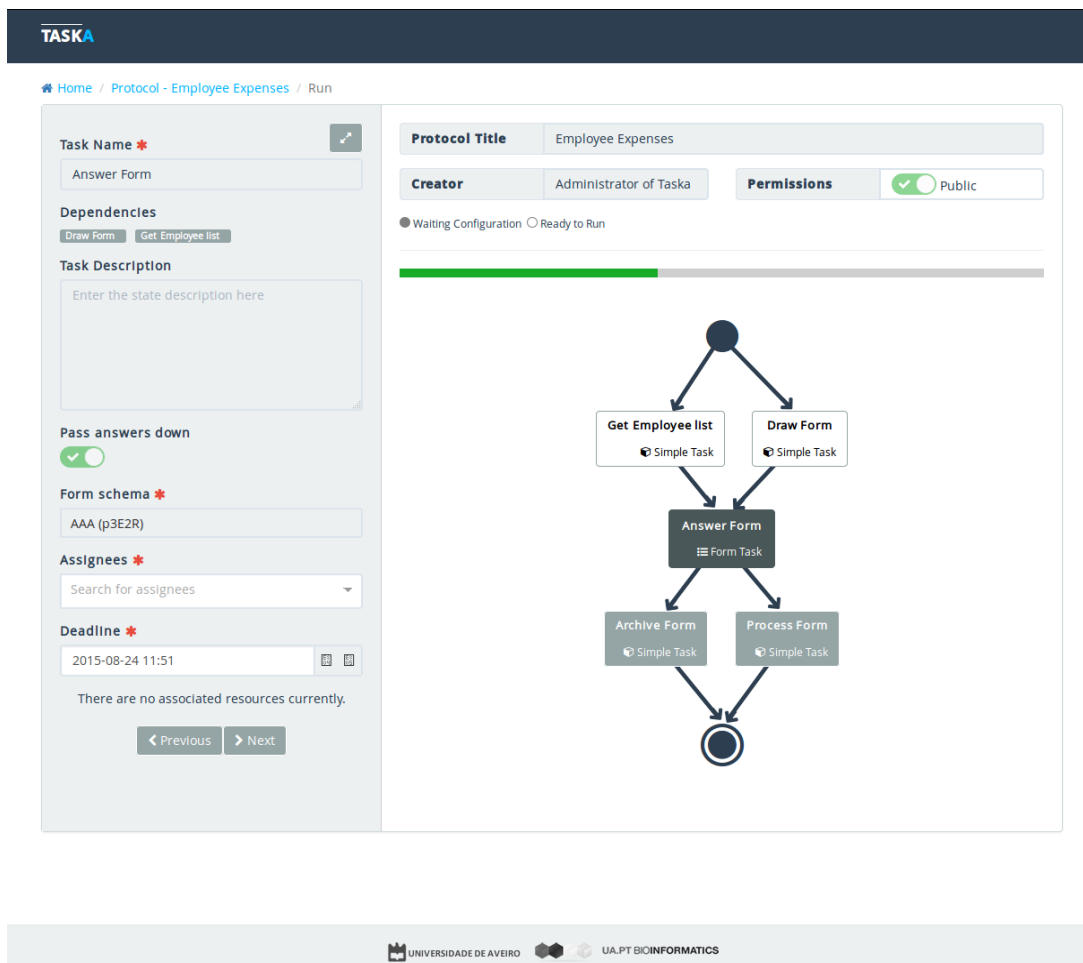 TASKA
Home / Protocol - Employee Expenses / Run
Task Name *
Answer Form
Dependencies
Draw Form Get Employee list
Task Description
Enter the state description here
Pass answers down
Form schema *
AAA (p3E2R)
Assignees *
Search for assignees
Deadline *
2015-08-24 11:51
There are no associated resources currently.
Previous Next
Protocol Title Employee Expenses
Creator Administrator of Taska Permissions Public
Waiting Configuration Ready to Run
Get Employee list
Simple Task
Draw Form
Simple Task
Answer Form
Form Task
Archive Form
Simple Task
Process Form
Simple Task
UNIVERSIDADE DE AVEIRO UA.PT BIOINFORMATICS